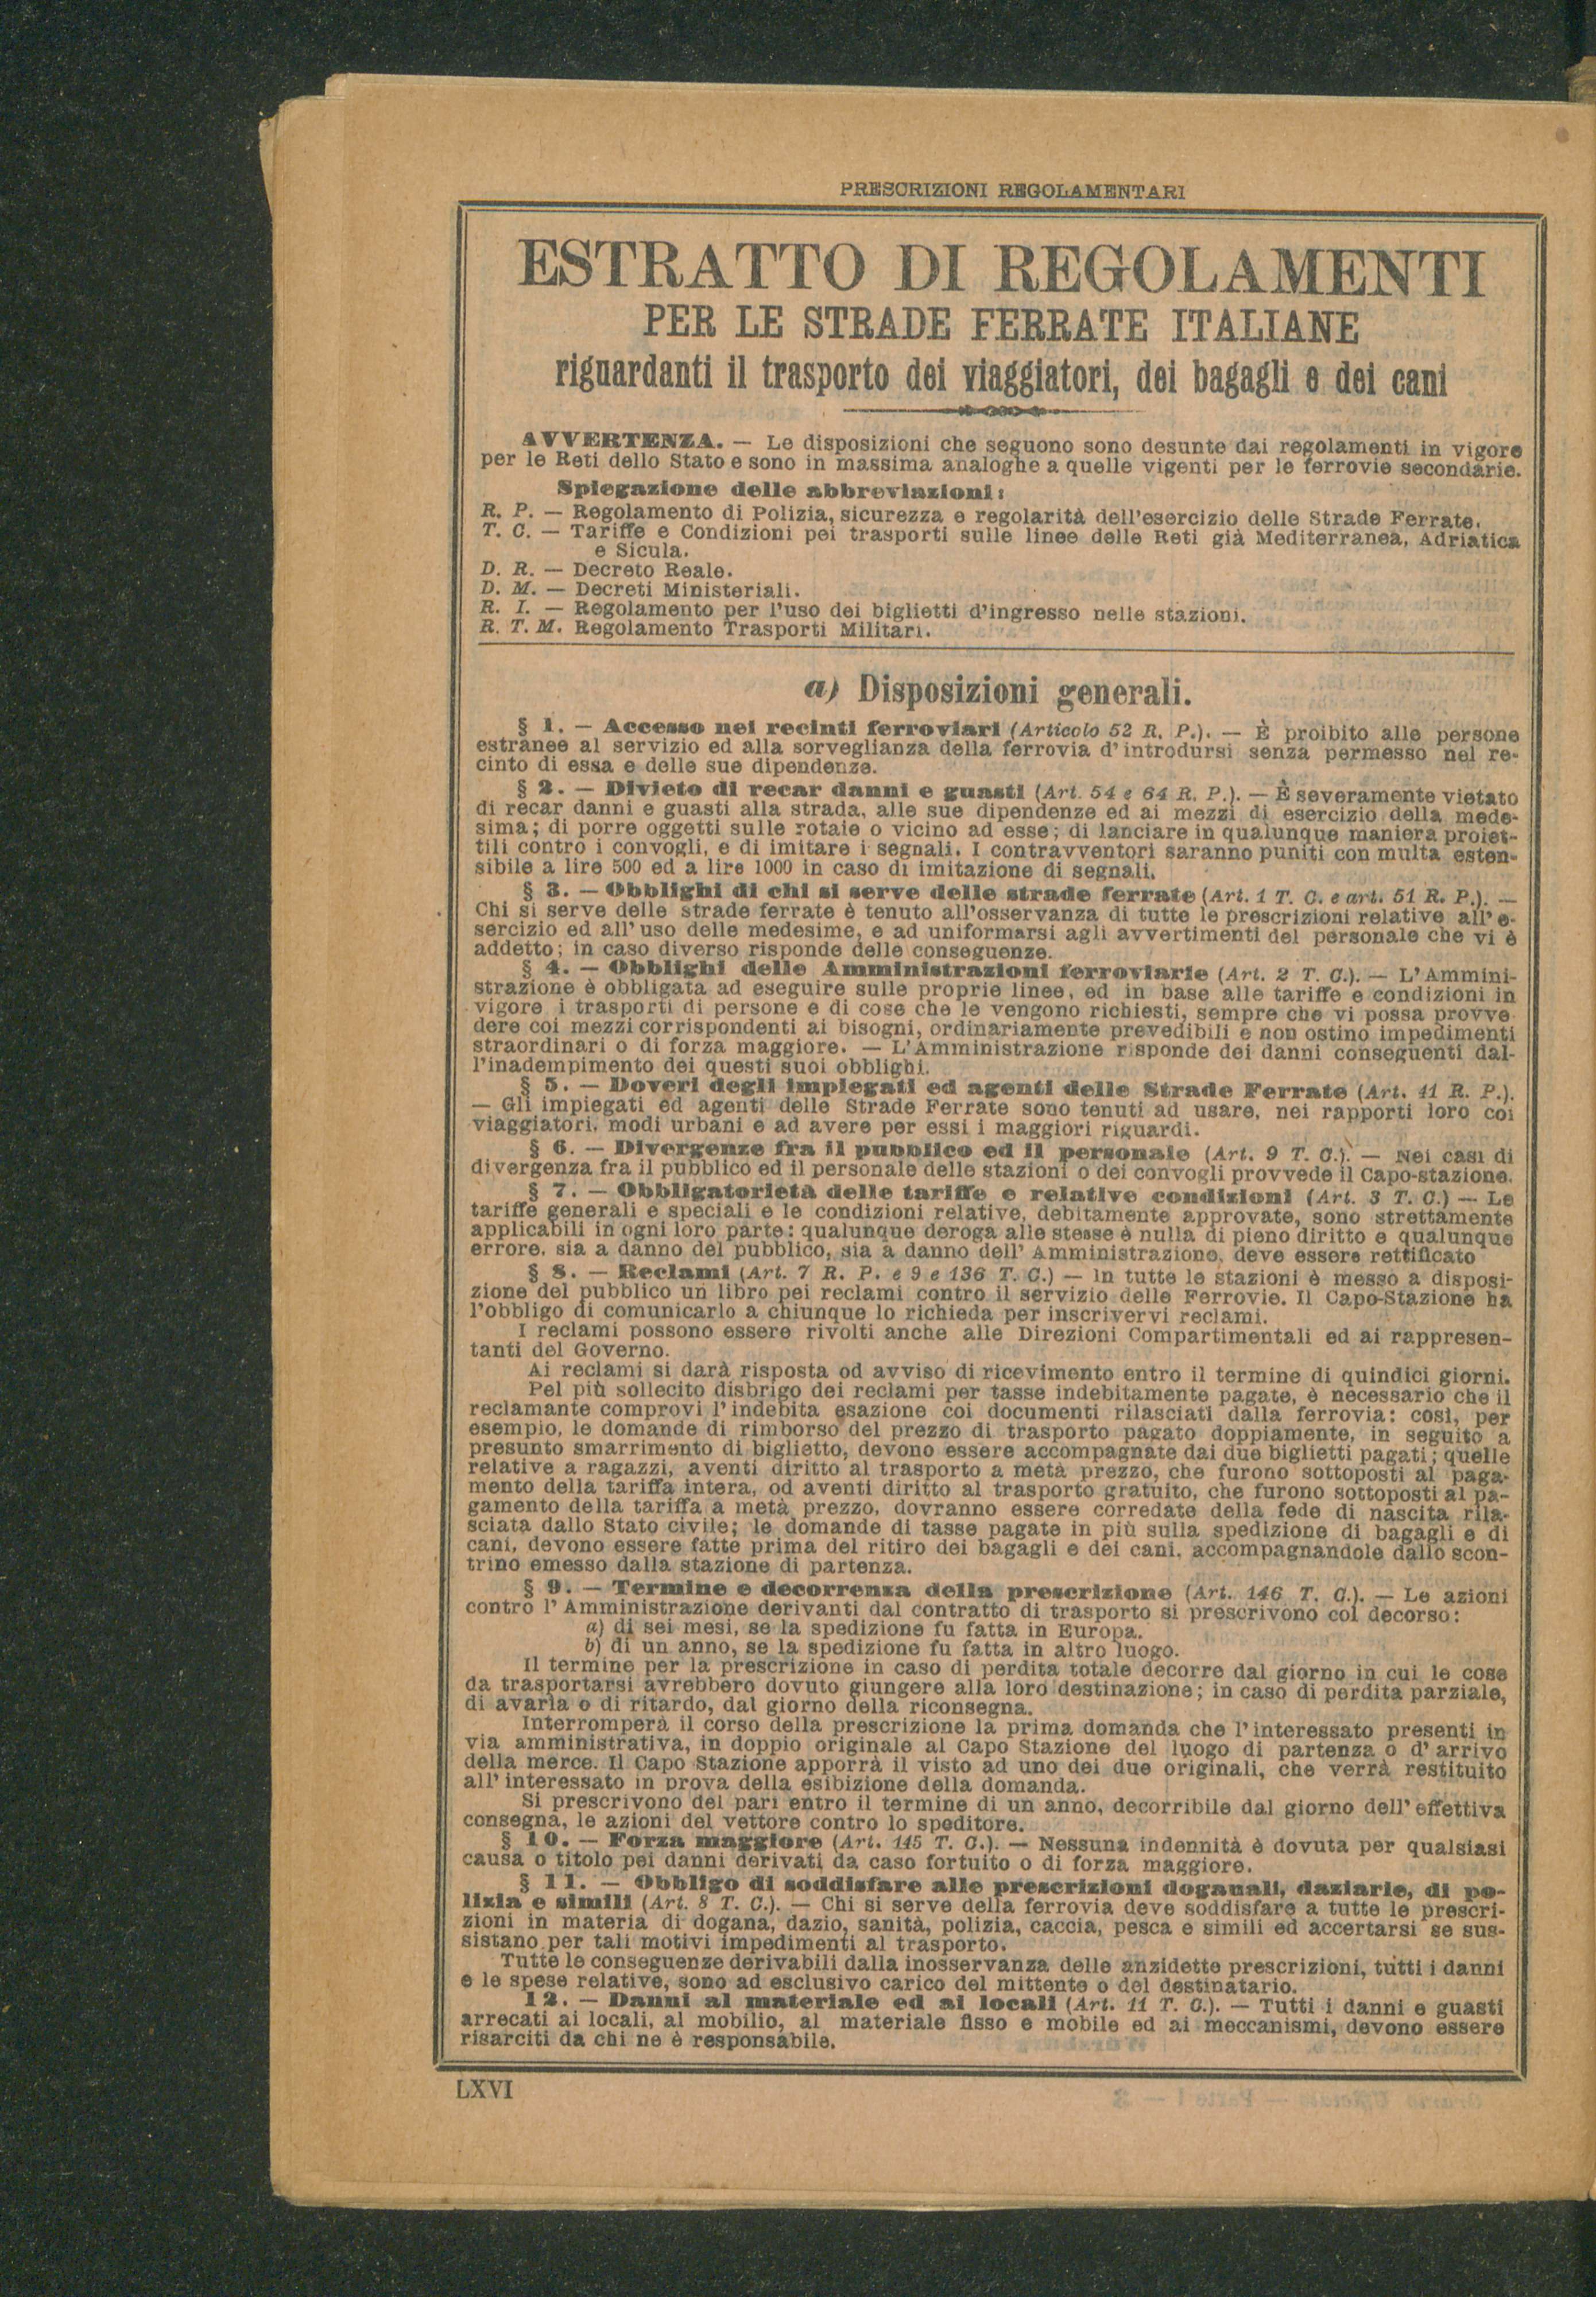 PRESCRIZIONI REGOLAMENTARI
ESTRATTO DI REGOLAMENTI
PER LE STRADE FERRATE ITALIANE
riguardanti il trasporto dei viaggiatori, dei bagagli e dei cani
AVVERTENZA. — Le disposizioni che seguono sono desunte dai regolamenti in vigore
per le Reti dello Stato e sono in massima analoghe a quelle vigenti per le ferrovie secondarie.
Spiegazione delle abbreviazioni:
R. P. — Regolamento di Polizia, sicurezza e regolarità dell'esercizio delle Strade Ferrate.
T. C. — Tariffe e Condizioni pei trasporti sulle linee delle Reti già Mediterranea, Adriatica
e Sicula.
D. R. — Decreto Reale.
D. M. — Decreti Ministeriali.
R. I. — Regolamento per l'uso dei biglietti d'ingresso nelle stazioni.
R. T. M. Regolamento Trasporti Militari.
a) Disposizioni generali.
§ 1. — Accesso nei recinti ferroviari (Articolo 52 R. P.). — È proibito alle persone
estranee al servizio ed alla sorveglianza della ferrovia d'introdursi senza permesso nel re-
cinto di essa e delle sue dipendenze.
§ 2. — Divieto di recar danni e guasti (Art. 54 e 64 R. P.). — È severamente vietato
di recar danni e guasti alla strada, alle sue dipendenze ed ai mezzi di esercizio della mede-
sima; di porre oggetti sulle rotaie o vicino ad esse; di lanciare in qualunque maniera proiet-
tili contro i convogli, e di imitare i segnali. I contravventori saranno puniti con multa esten-
sibile a lire 500 ed a lire 1000 in caso di imitazione di segnali.
§ 3. — Obblighi di chi si serve delle strade ferrate (Art. 1 T. C. e art. 51 R. P.). —
Chi si serve delle strade ferrate è tenuto all'osservanza di tutte le prescrizioni relative all'e-
sercizio ed all'uso delle medesime, e ad uniformarsi agli avvertimenti del personale che vi è
addetto; in caso diverso risponde delle conseguenze.
§ 4. — Obblighi delle Amministrazioni ferroviarie (Art. 2 T. C.). — L'Ammini-
strazione è obbligata ad eseguire sulle proprie linee, ed in base alle tariffe e condizioni in
vigore i trasporti di persone e di cose che le vengono richiesti, sempre che vi possa provve
dere coi mezzi corrispondenti ai bisogni, ordinariamente prevedibili e non ostino impedimenti
straordinari o di forza maggiore. — L'Amministrazione risponde dei danni conseguenti dal-
l'inadempimento dei questi suoi obblighi.
§ 5. — Doveri degli impiegati ed agenti delle Strade Ferrate (Art. 11 R. P.).
— Gli impiegati ed agenti delle Strade Ferrate sono tenuti ad usare, nei rapporti loro coi
viaggiatori, modi urbani e ad avere per essi i maggiori riguardi.
§ 6. — Divergenze fra il pubblico ed il personale (Art. 9 T. C.). — Nei casi di
divergenza fra il pubblico ed il personale delle stazioni o dei convogli provvede il Capo-stazione.
§ 7. — Obbligatorietà delle tariffe e relative condizioni (Art. 3 T. C.) — Le
tariffe generali e speciali e le condizioni relative, debitamente approvate, sono strettamente
applicabili in ogni loro parte: qualunque deroga alle stesse è nulla di pieno diritto e qualunque
errore, sia a danno del pubblico, sia a danno dell'Amministrazione, deve essere rettificato
§ 8. — Reclami (Art. 7 R. P. e 9 e 136 T. C.) — In tutte le stazioni è messo a disposi-
zione del pubblico un libro pei reclami contro il servizio delle Ferrovie. Il Capo-Stazione ha
l'obbligo di comunicarlo a chiunque lo richieda per inscrivervi reclami.
I reclami possono essere rivolti anche alle Direzioni Compartimentali ed ai rappresen-
tanti del Governo.
Ai reclami si darà risposta od avviso di ricevimento entro il termine di quindici giorni.
Pel più sollecito disbrigo dei reclami per tasse indebitamente pagate, è necessario che il
reclamante comprovi l'indebita esazione coi documenti rilasciati dalla ferrovia: così, per
esempio, le domande di rimborso del prezzo di trasporto pagato doppiamente, in seguito a
presunto smarrimento di biglietto, devono essere accompagnate dai due biglietti pagati; quelle
relative a ragazzi, aventi diritto al trasporto a metà prezzo, che furono sottoposti al paga-
mento della tariffa intera, od aventi diritto al trasporto gratuito, che furono sottoposti al pa-
gamento della tariffa a metà prezzo, dovranno essere corredate della fede di nascita rila-
sciata dallo Stato civile; le domande di tasse pagate in più sulla spedizione di bagagli e di
cani, devono essere fatte prima del ritiro dei bagagli e dei cani, accompagnandole dallo scon-
trino emesso dalla stazione di partenza.
§ 9. — Termine e decorrenza della prescrizione (Art. 146 T. C.). — Le azioni
contro l'Amministrazione derivanti dal contratto di trasporto si prescrivono col decorso:
a) di sei mesi, se la spedizione fu fatta in Europa.
b) di un anno, se la spedizione fu fatta in altro luogo.
Il termine per la prescrizione in caso di perdita totale decorre dal giorno in cui le cose
da trasportarsi avrebbero dovuto giungere alla loro destinazione; in caso di perdita parziale,
di avaria o di ritardo, dal giorno della riconsegna.
Interromperà il corso della prescrizione la prima domanda che l'interessato presenti in
via amministrativa, in doppio originale al Capo Stazione del luogo di partenza o d'arrivo
della merce. Il Capo Stazione apporrà il visto ad uno dei due originali, che verrà restituito
all'interessato in prova della esibizione della domanda.
Si prescrivono del pari entro il termine di un anno, decorribile dal giorno dell'effettiva
consegna, le azioni del vettore contro lo speditore.
§ 10. — Forza maggiore (Art. 145 T. C.). — Nessuna indennità è dovuta per qualsiasi
causa o titolo pei danni derivati da caso fortuito o di forza maggiore.
§ 11. — Obbligo di soddisfare alle prescrizioni doganali, daziarie, di po-
lizia e simili (Art. 8 T. C.). — Chi si serve della ferrovia deve soddisfare a tutte le prescri-
zioni in materia di dogana, dazio, sanità, polizia, caccia, pesca e simili ed accertarsi se sus-
sistano per tali motivi impedimenti al trasporto.
Tutte le conseguenze derivabili dalla inosservanza delle anzidette prescrizioni, tutti i danni
e le spese relative, sono ad esclusivo carico del mittente o del destinatario.
12. — Danni al materiale ed ai locali (Art. 11 T. C.). — Tutti i danni e guasti
arrecati ai locali, al mobilio, al materiale fisso e mobile ed ai meccanismi, devono essere
risarciti da chi ne è responsabile.
LXVI